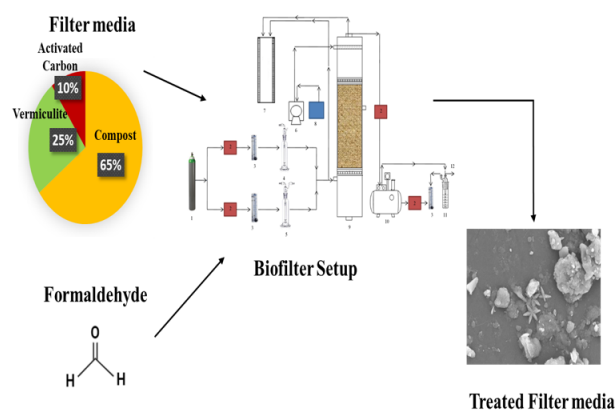 Filter media
Activated
Carbon
10%
Vermiculite
25%
Compost
65%
Biofilter Setup
Formaldehyde
O
H H
Treated Filter media